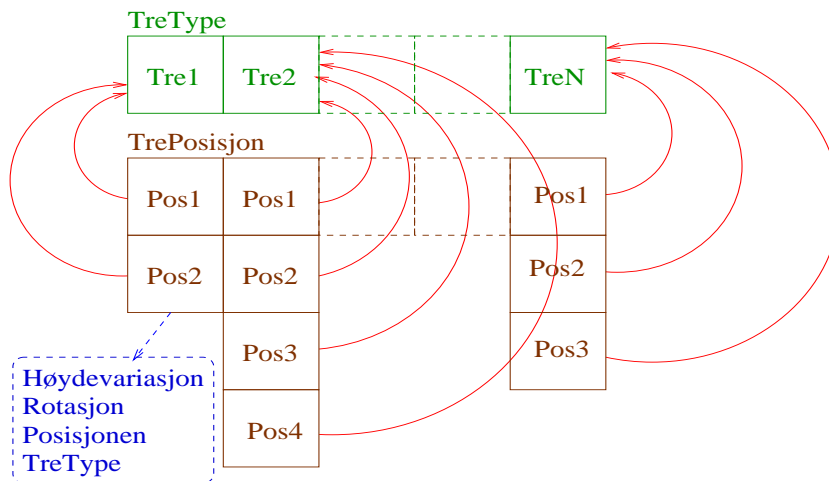 TreType
Tre1 Tre2 TreN
TrePosisjon
Pos1 Pos1 Pos1
Pos2 Pos2 Pos2
Pos3 Pos3
Pos4
Høydevariasjon
Rotasjon
Posisjonen
TreType